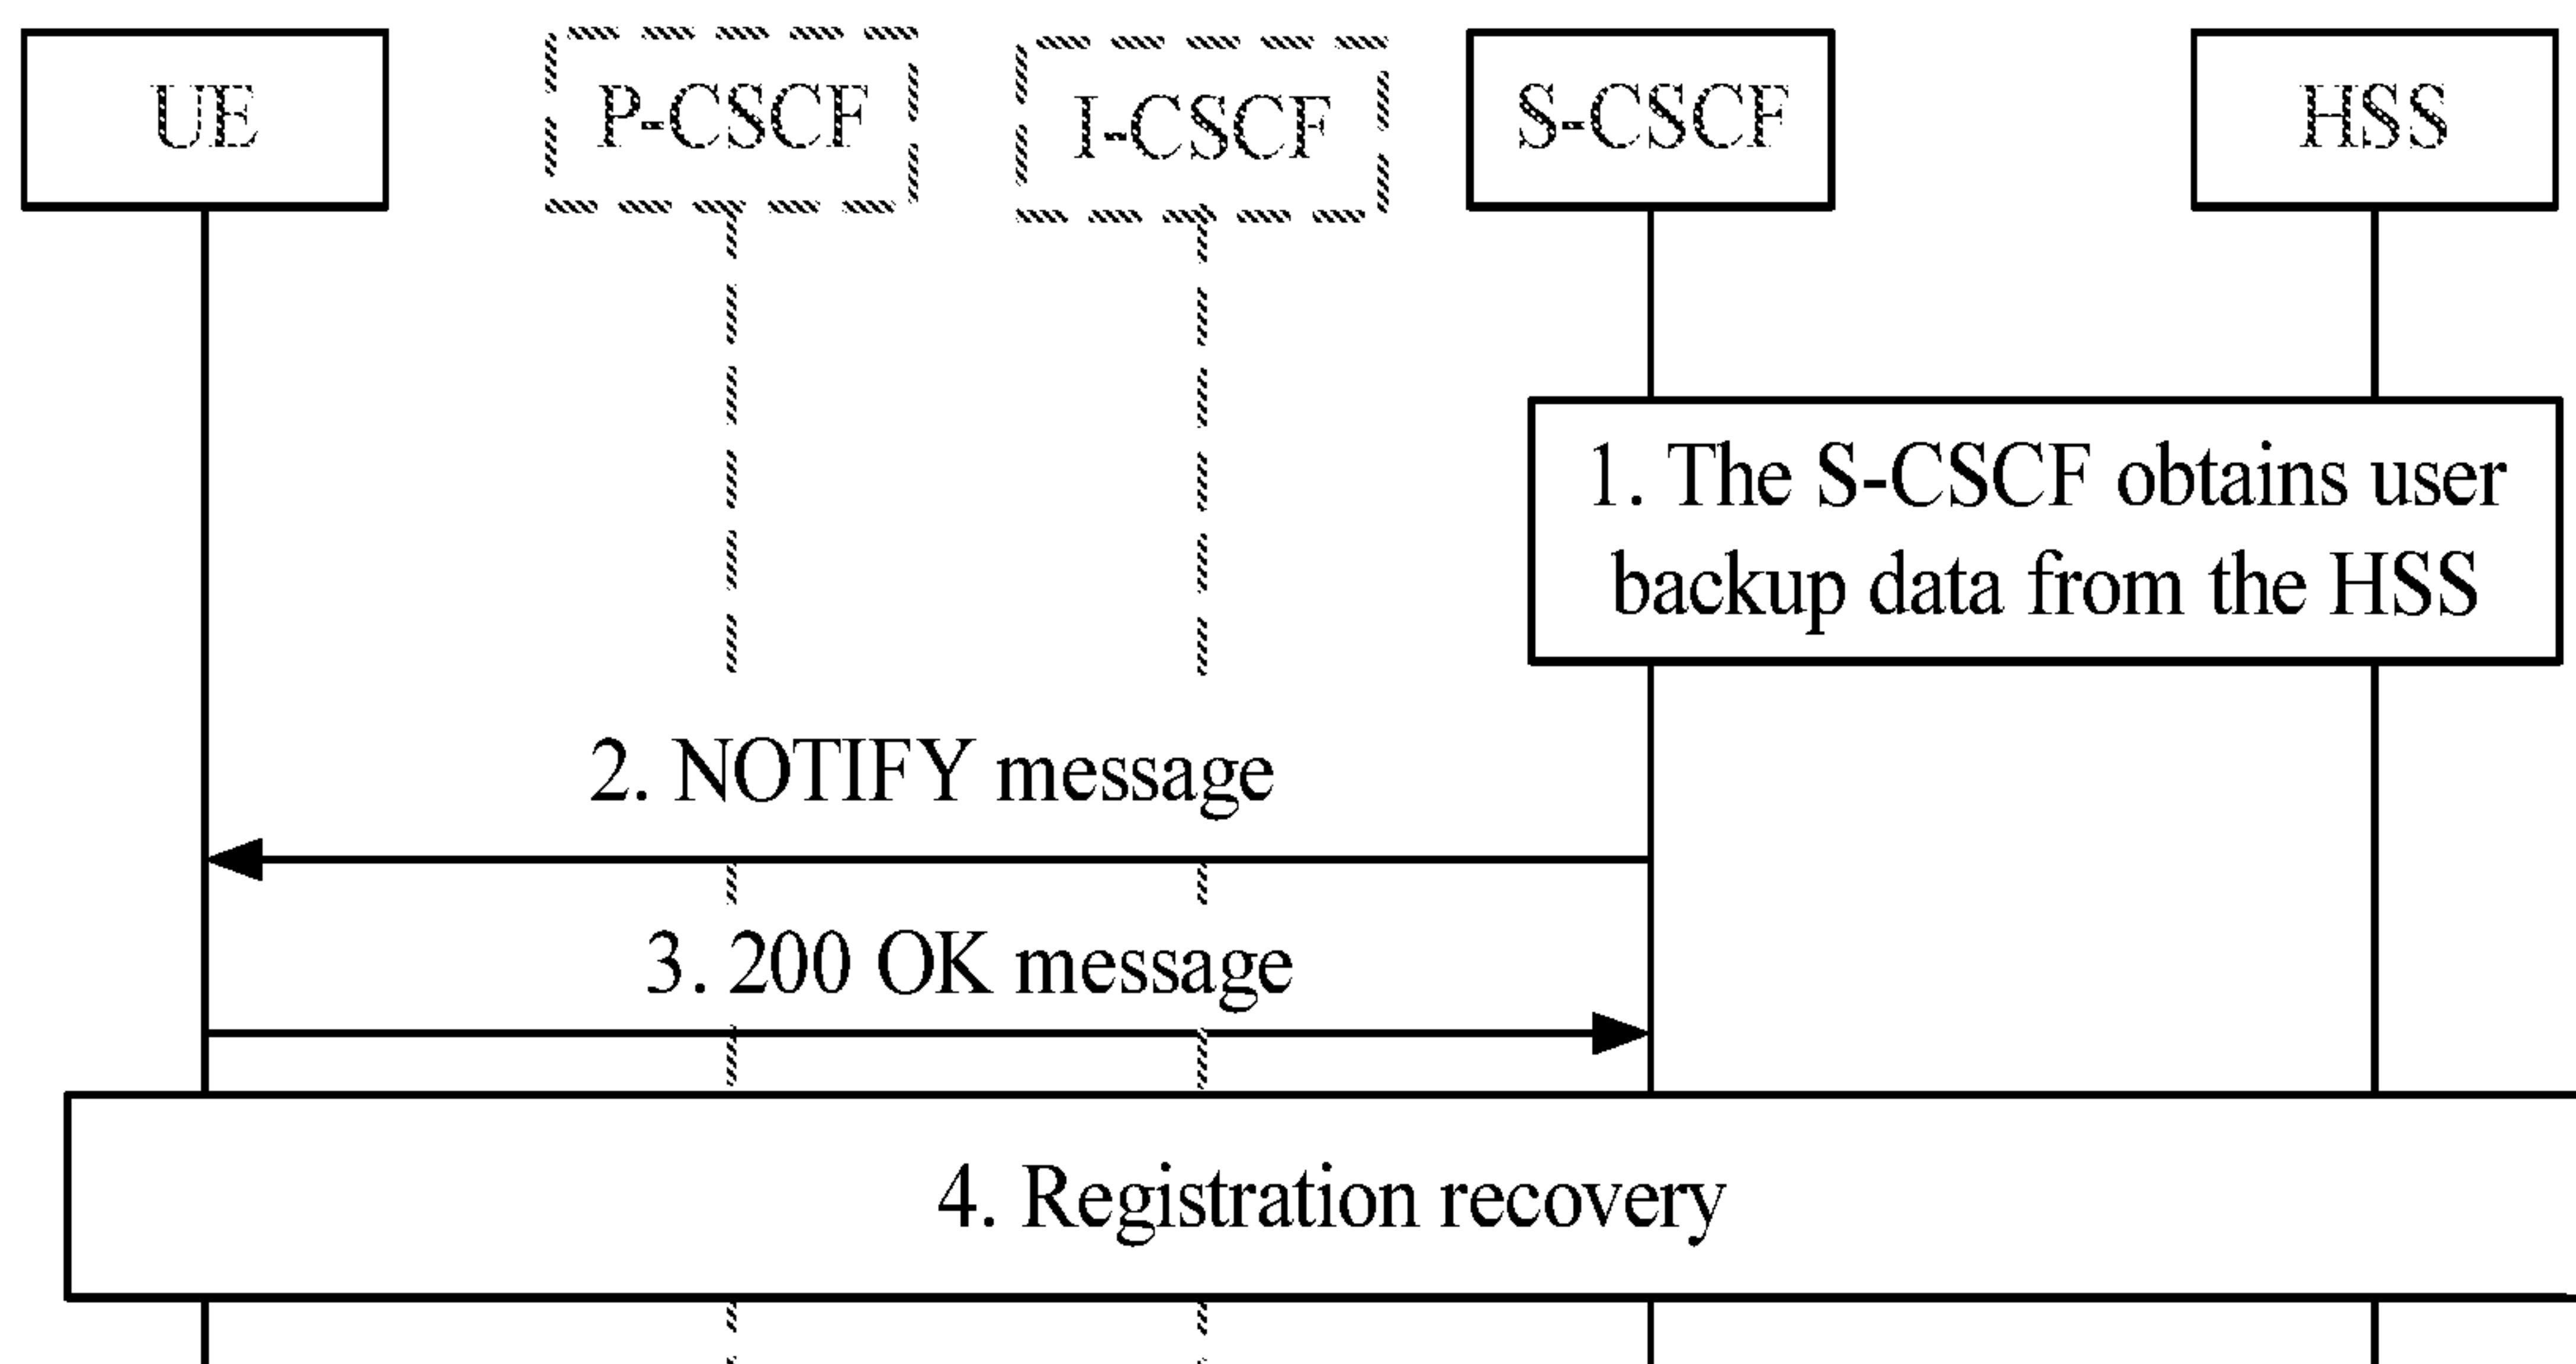 UE
P-CSCF
I-CSCF
S-CSCF
HSS
1. The S-CSCF obtains user
backup data from the HSS
2. NOTIFY message
3. 200 OK message
4. Registration recovery